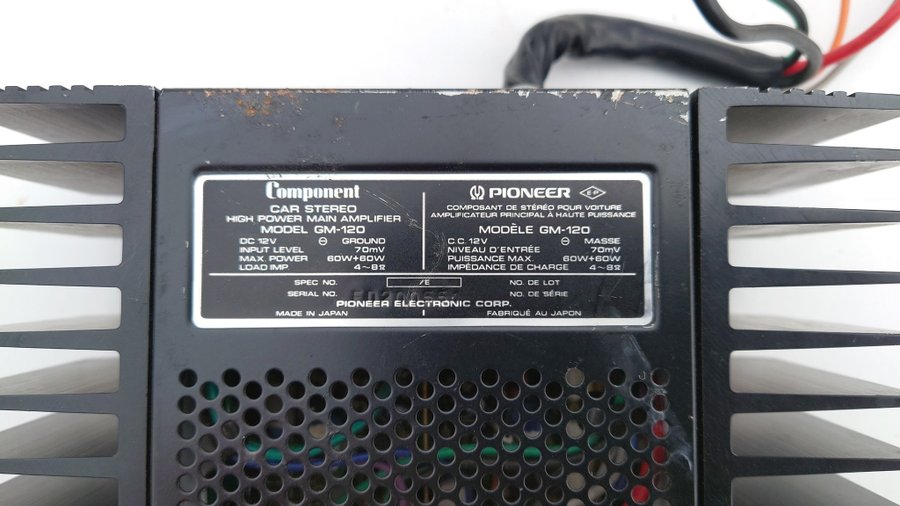 Component
CAR STEREO
HIGH POWER MAIN AMPLIFIER
MODEL GM-120
DC 12V ⊖ GROUND
INPUT LEVEL 70mV
MAX. POWER 60W+60W
LOAD IMP. 4~8Ω
PIONEER
COMPOSANT DE STÉRÉO POUR VOITURE
AMPLIFICATEUR PRINCIPAL À HAUTE PUISSANCE
MODÈLE GM-120
C.C. 12V ⊖ MASSE
NIVEAU D'ENTRÉE 70mV
PUISSANCE MAX. 60W+60W
IMPÉDANCE DE CHARGE 4~8Ω
SPEC NO. /E NO. DE LOT
SERIAL NO. NO. DE SÉRIE
PIONEER ELECTRONIC CORP.
MADE IN JAPAN FABRIQUÉ AU JAPON